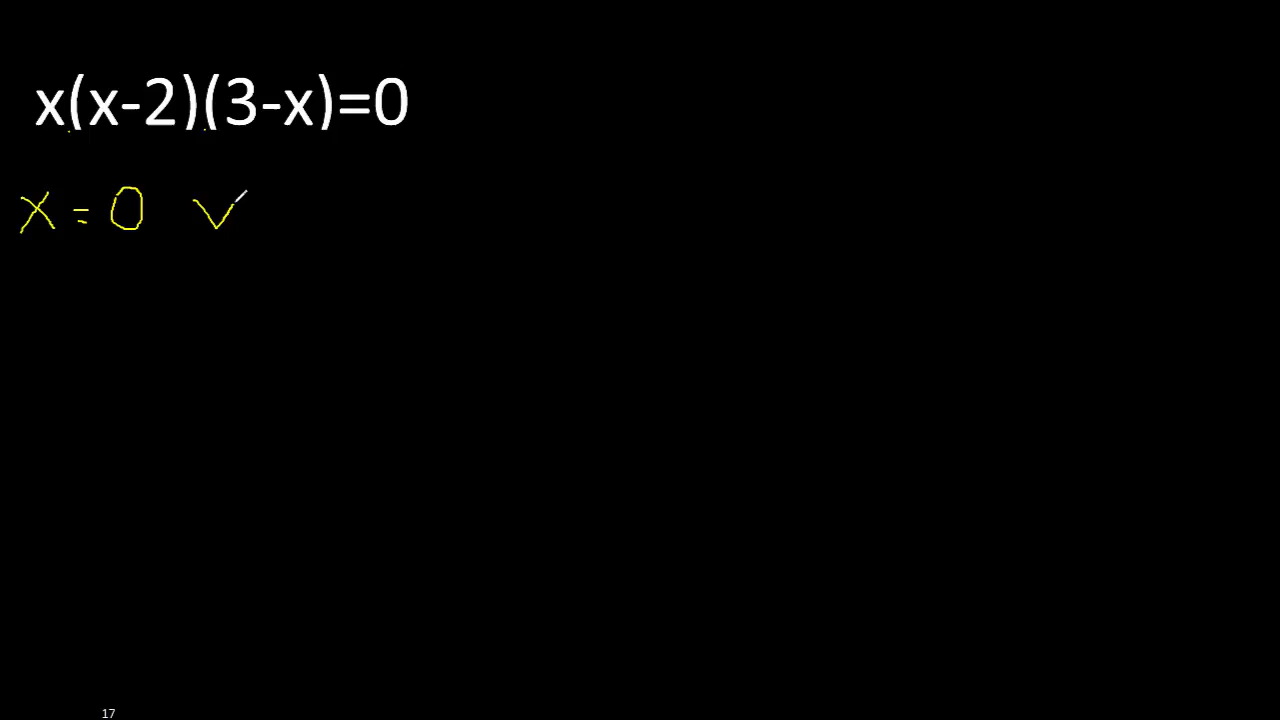 x(x-2)(3-x)=0
x = 0 ∨
17